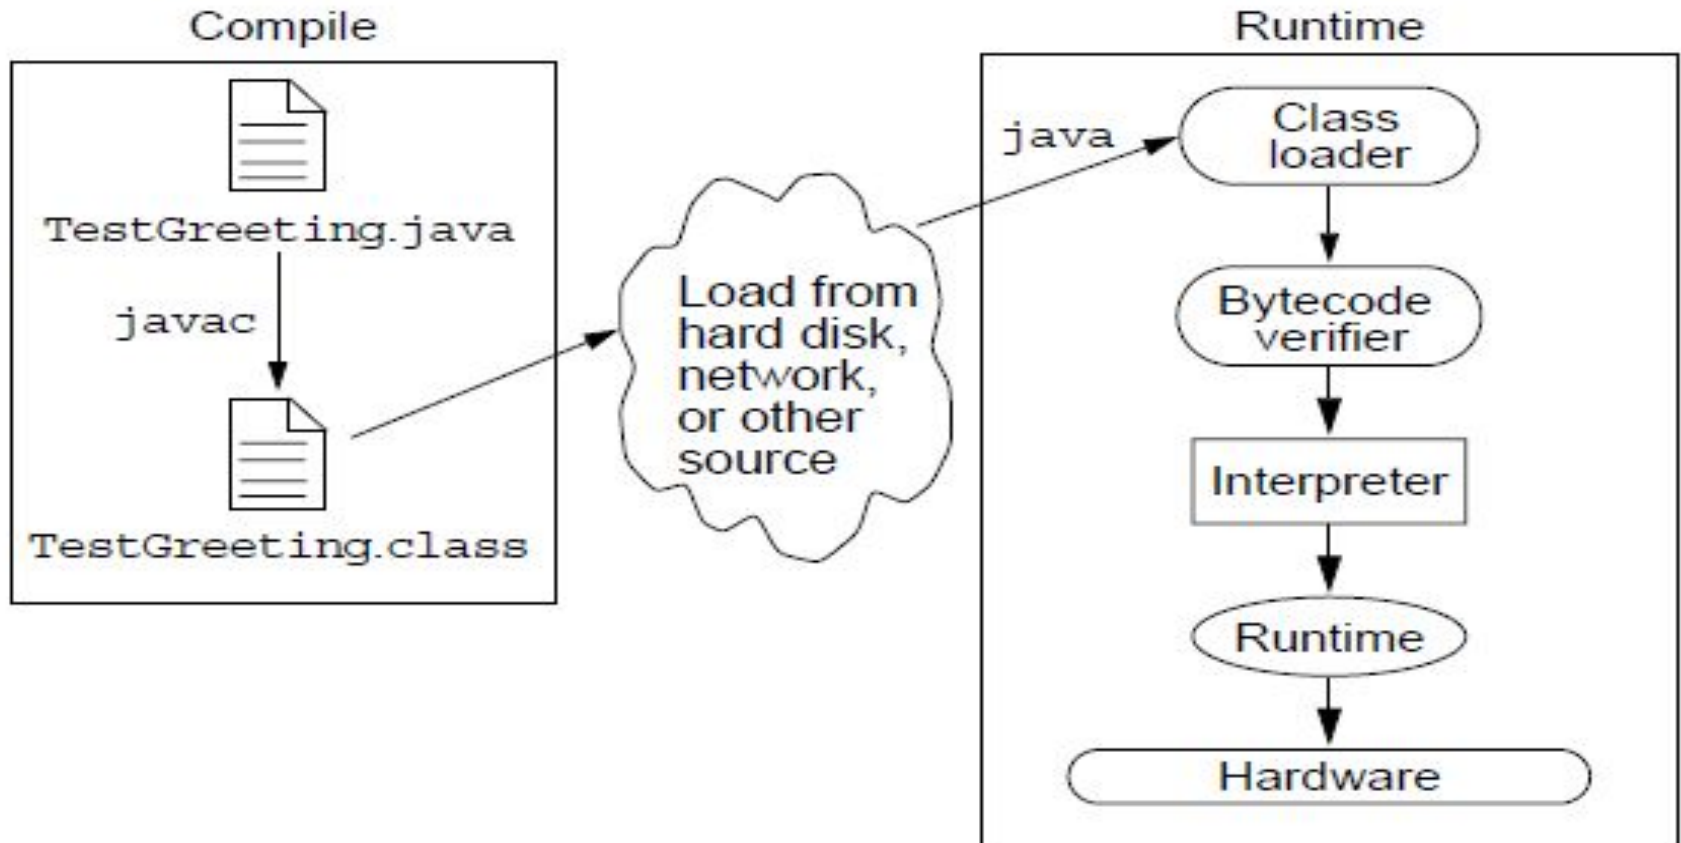 Compile
TestGreeting.java
javac
TestGreeting.class
Load from
hard disk,
network,
or other
source
Runtime
java
Class
loader
Bytecode
verifier
Interpreter
Runtime
Hardware